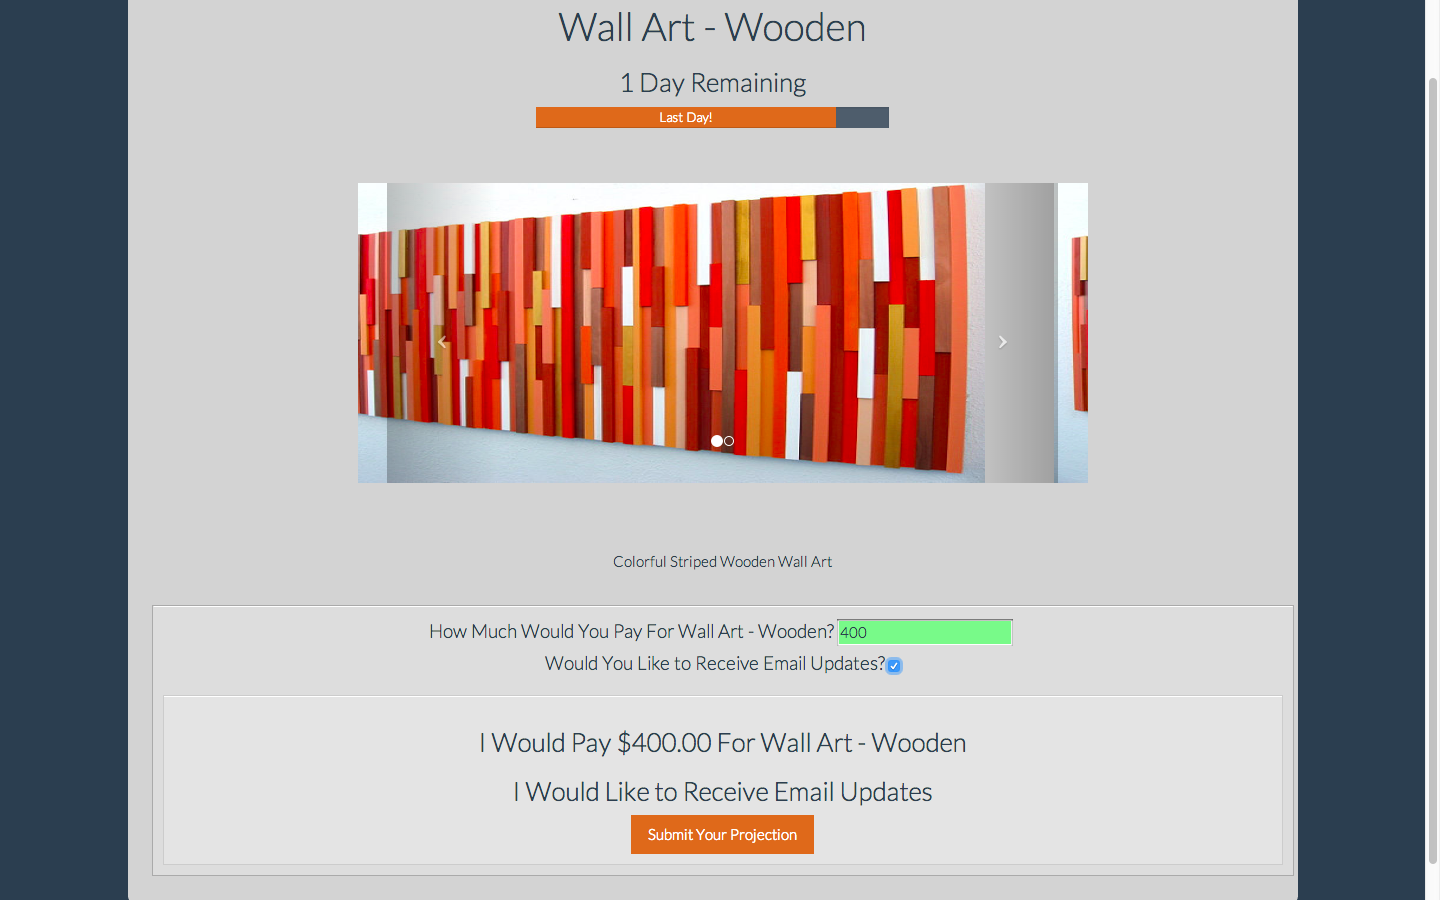 Wall Art - Wooden
1 Day Remaining
Last Day!
Colorful Striped Wooden Wall Art
How Much Would You Pay For Wall Art - Wooden? 400
Would You Like to Receive Email Updates?
I Would Pay $400.00 For Wall Art - Wooden
I Would Like to Receive Email Updates
Submit Your Projection